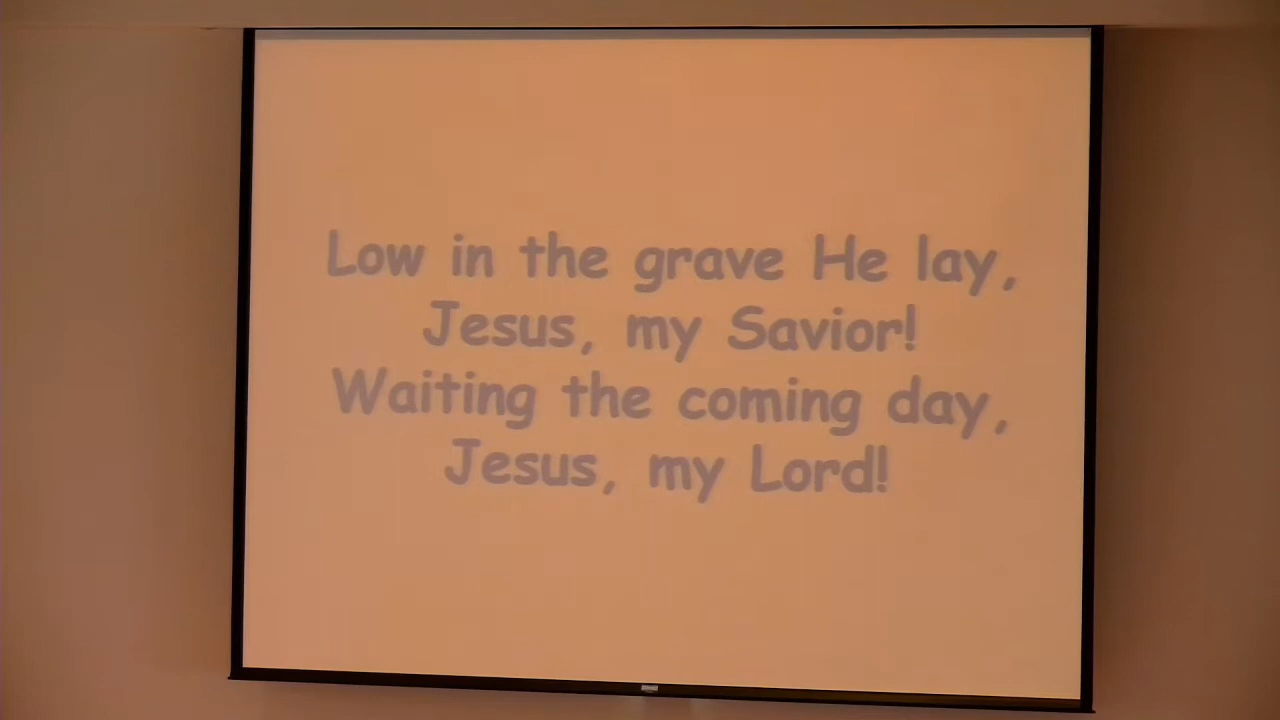 Low in the grave He lay,
Jesus, my Savior!
Waiting the coming day,
Jesus, my Lord!